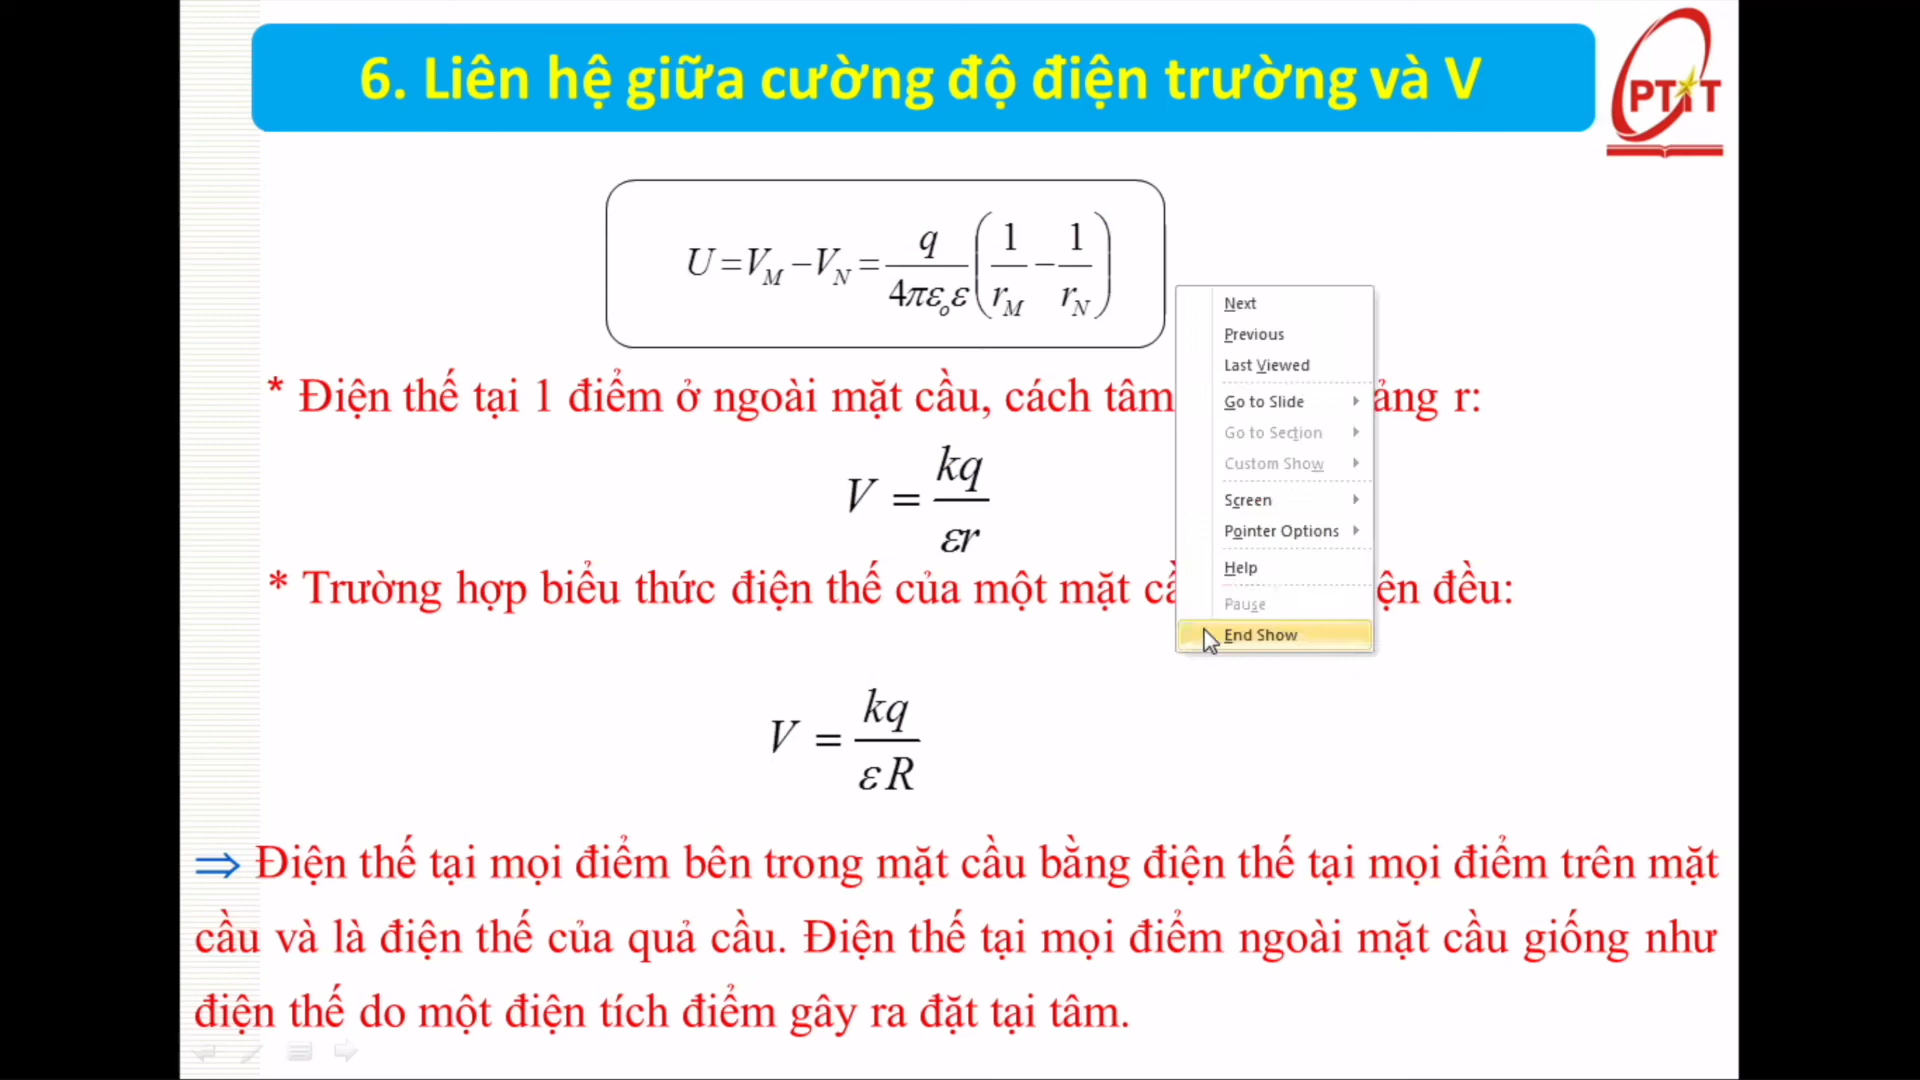 6. Liên hệ giữa cường độ điện trường và V
PTIT
U = V_M − V_N = q / (4πε_oε) (1/r_M − 1/r_N)
* Điện thế tại 1 điểm ở ngoài mặt cầu, cách tâm ảng r:
V = kq / εr
* Trường hợp biểu thức điện thế của một mặt cầ ện đều:
V = kq / εR
⇒ Điện thế tại mọi điểm bên trong mặt cầu bằng điện thế tại mọi điểm trên mặt
cầu và là điện thế của quả cầu. Điện thế tại mọi điểm ngoài mặt cầu giống như
điện thế do một điện tích điểm gây ra đặt tại tâm.
Next
Previous
Last Viewed
Go to Slide
Go to Section
Custom Show
Screen
Pointer Options
Help
Pause
End Show